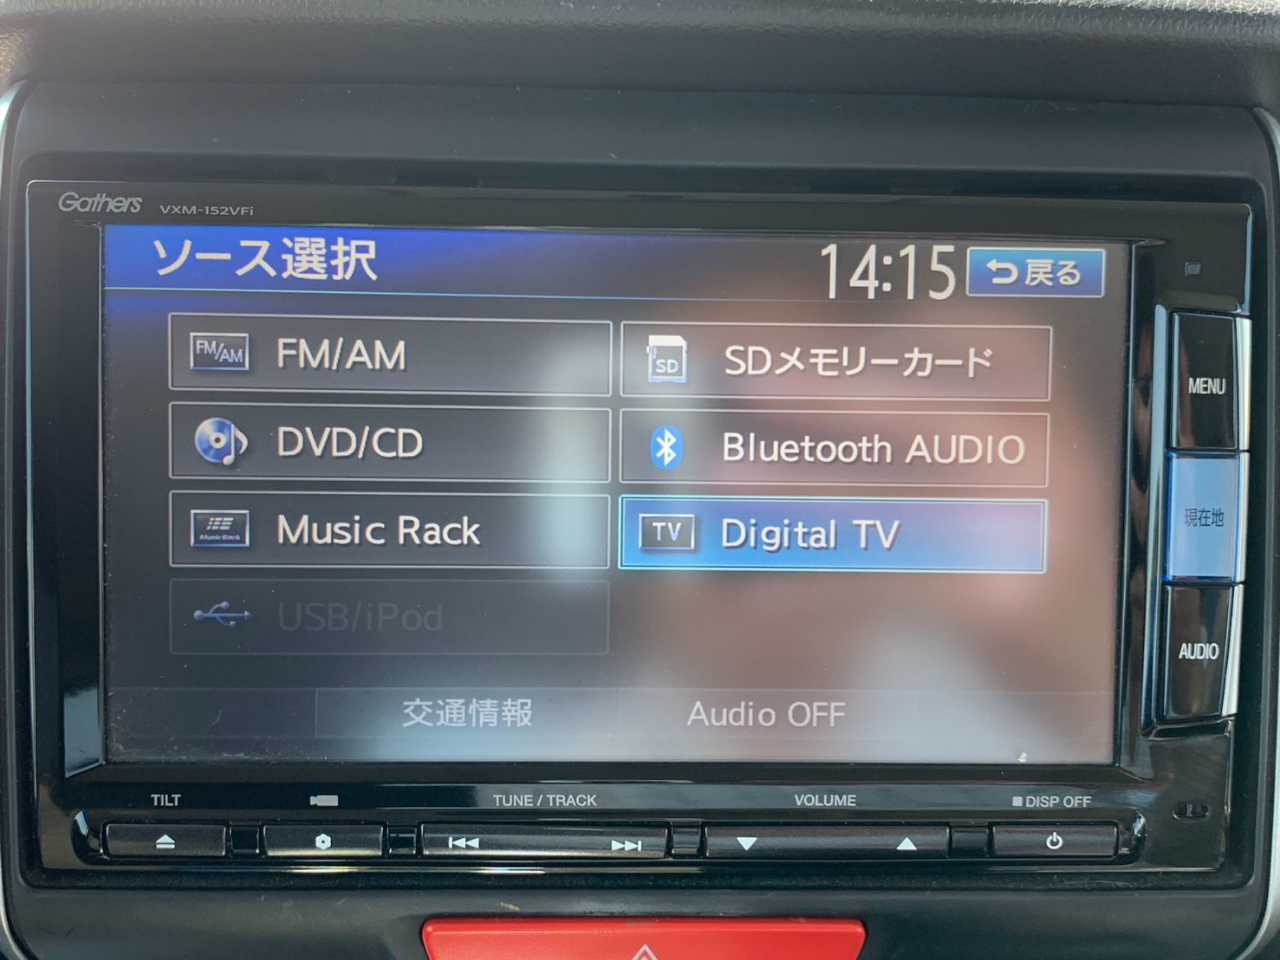 Gathers VXM-152VFi
ソース選択 14:15 戻る
FM/AM FM/AM
SD SDメモリーカード
DVD/CD
Bluetooth AUDIO
Music Rack Music Rack
TV Digital TV
USB/iPod
交通情報 Audio OFF
MENU
現在地
AUDIO
TILT TUNE / TRACK VOLUME DISP OFF